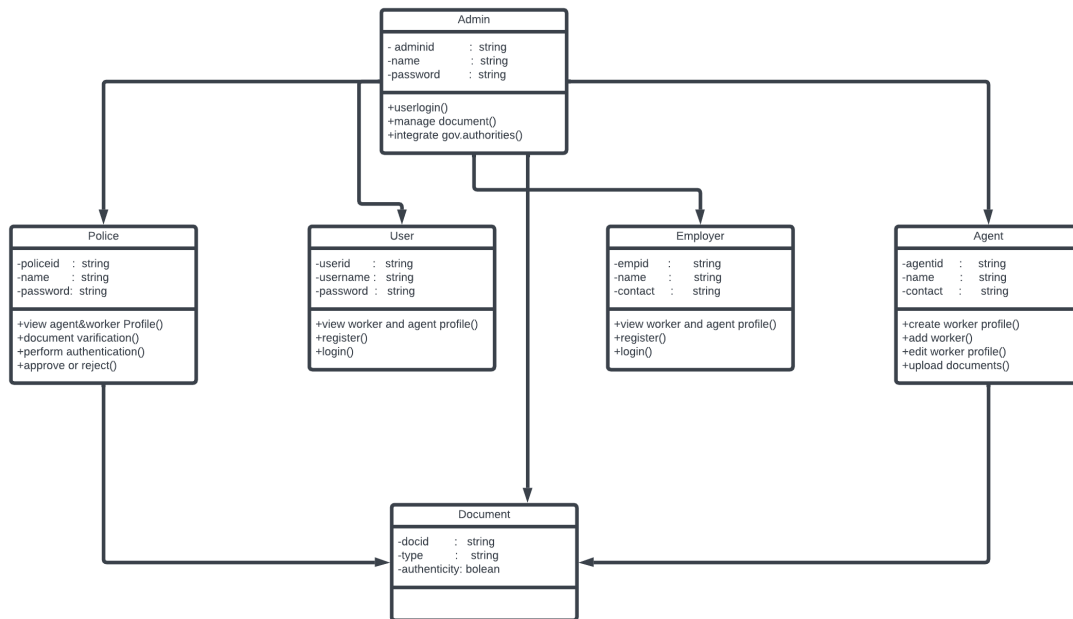 Admin
- adminid : string
-name : string
-password : string
+userlogin()
+manage document()
+integrate gov.authorities()
Police
-policeid : string
-name : string
-password: string
+view agent&worker Profile()
+document varification()
+perform authentication()
+approve or reject()
User
-userid : string
-username : string
-password : string
+view worker and agent profile()
+register()
+login()
Employer
-empid : string
-name : string
-contact : string
+view worker and agent profile()
+register()
+login()
Agent
-agentid : string
-name : string
-contact : string
+create worker profile()
+add worker()
+edit worker profile()
+upload documents()
Document
-docid : string
-type : string
-authenticity: bolean